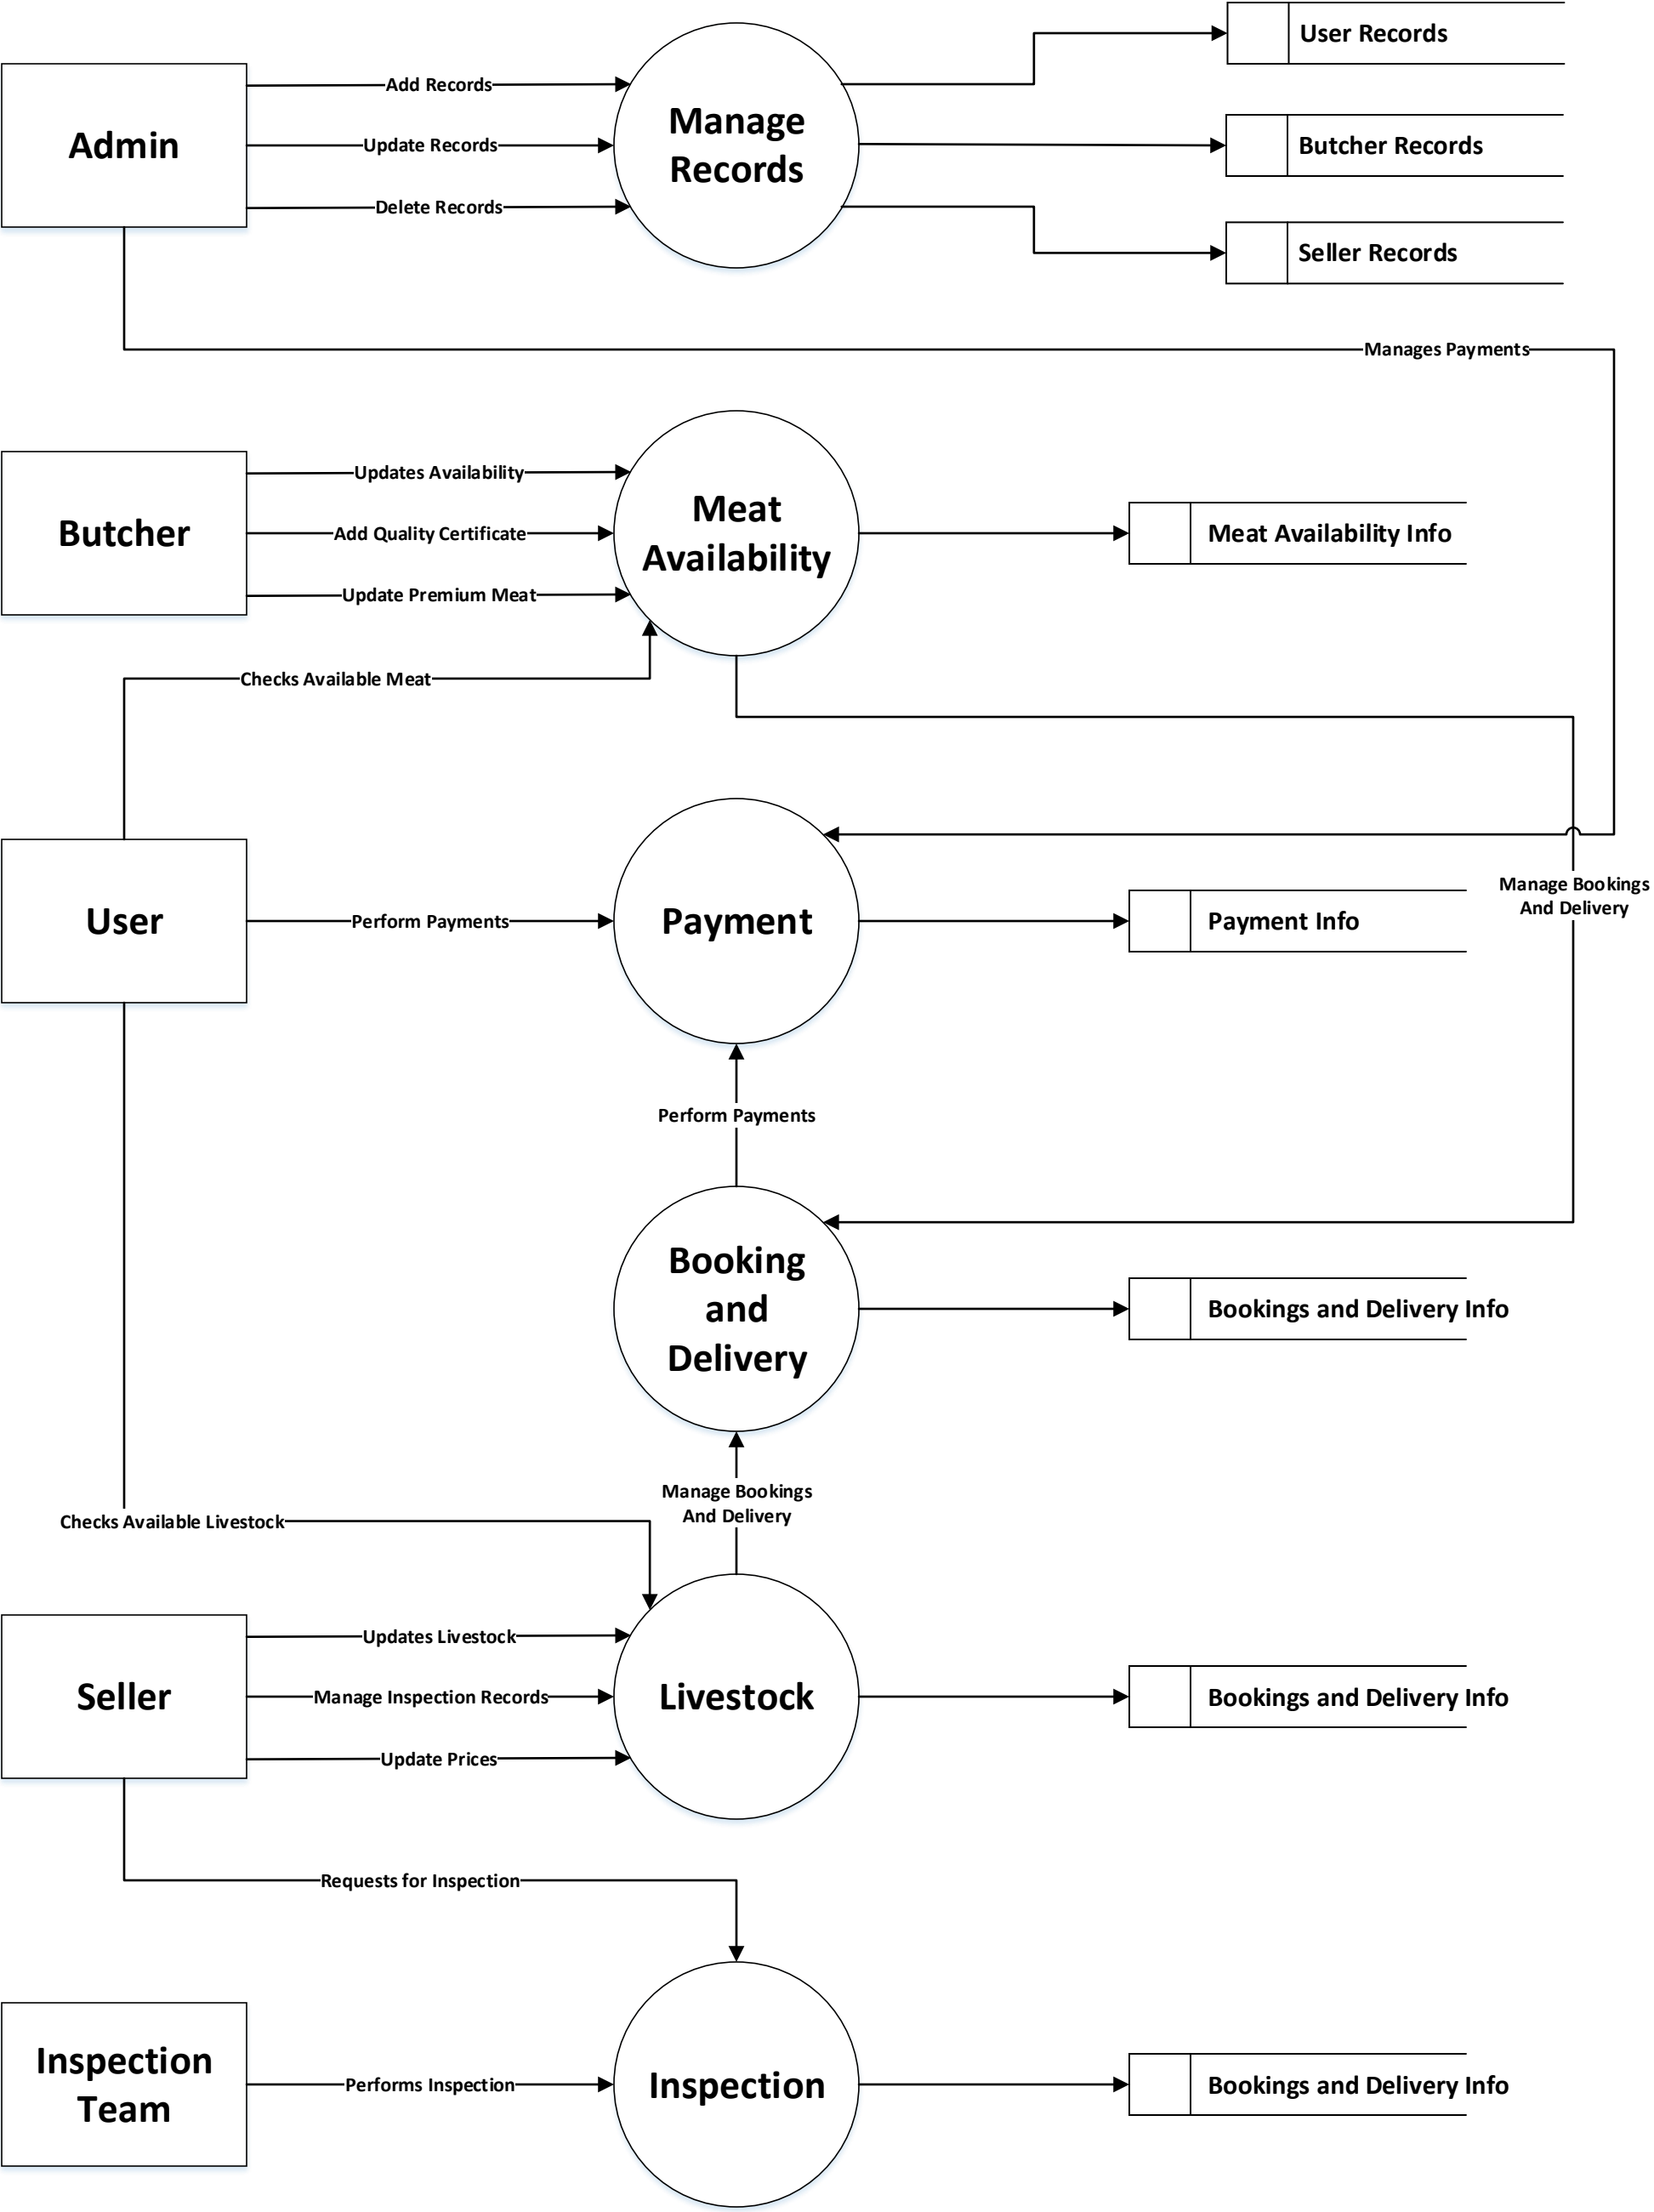 User Records
Add Records
Admin
Manage
Records
Update Records
Butcher Records
Delete Records
Seller Records
Manages Payments
Updates Availability
Butcher
Add Quality Certificate
Meat
Availability
Meat Availability Info
Update Premium Meat
Checks Available Meat
Manage Bookings
And Delivery
User
Perform Payments
Payment
Payment Info
Perform Payments
Booking
and
Delivery
Bookings and Delivery Info
Manage Bookings
And Delivery
Checks Available Livestock
Updates Livestock
Seller
Manage Inspection Records
Livestock
Bookings and Delivery Info
Update Prices
Requests for Inspection
Inspection
Team
Performs Inspection
Inspection
Bookings and Delivery Info